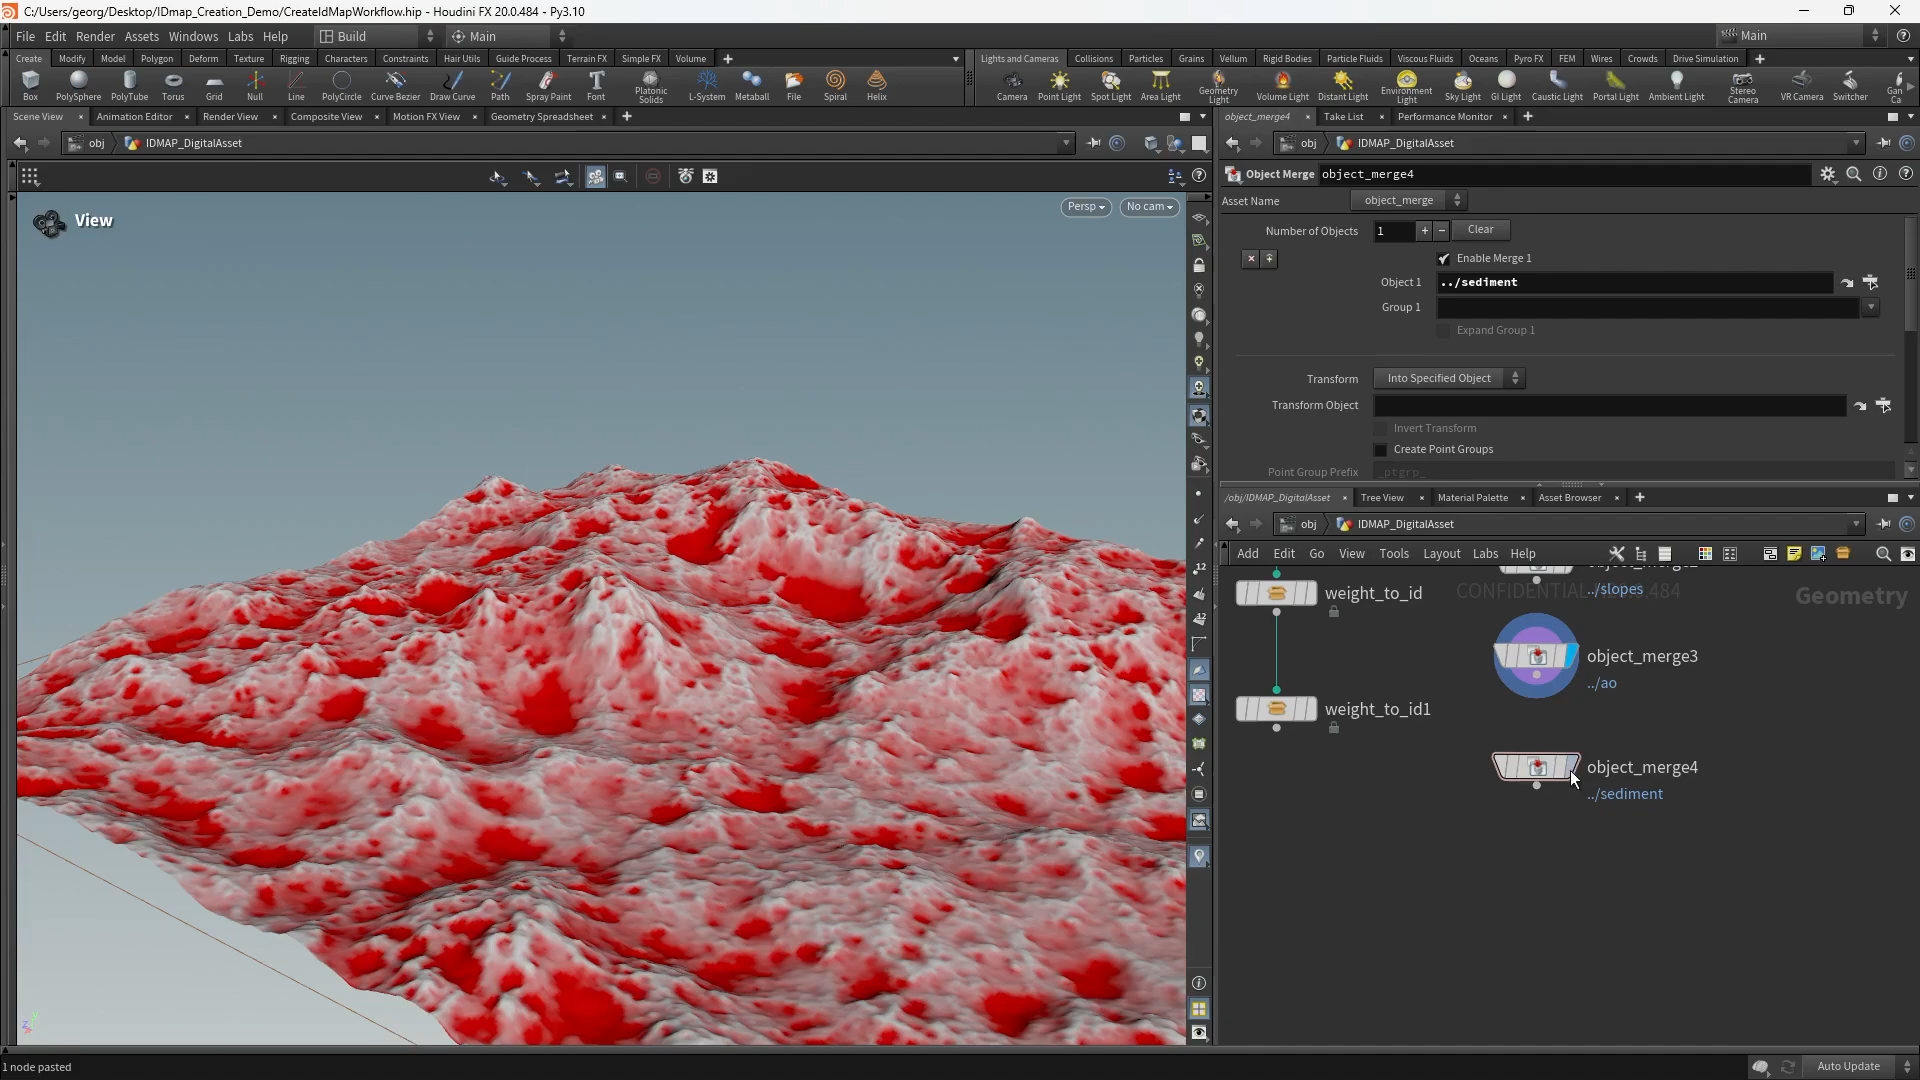 C:/Users/georg/Desktop/IDmap_Creation_Demo/CreateIdMapWorkflow.hip - Houdini FX 20.0.484 - Py3.10
File Edit Render Assets Windows Labs Help Build Main Main
Create Modify Model Polygon Deform Texture Rigging Characters Constraints Hair Utils Guide Process Terrain FX Simple FX Volume
Lights and Cameras Collisions Particles Grains Vellum Rigid Bodies Particle Fluids Viscous Fluids Oceans Pyro FX FEM Wires Crowds Drive Simulation
Box PolySphere PolyTube Torus Grid Null Line PolyCircle Curve Bezier Draw Curve Path Spray Paint Font Platonic Solids L-System Metaball File Spiral Helix
Camera Point Light Spot Light Area Light Geometry Light Volume Light Distant Light Environment Light Sky Light GI Light Caustic Light Portal Light Ambient Light Stereo Camera VR Camera Switcher Gan Ca
Scene View Animation Editor Render View Composite View Motion FX View Geometry Spreadsheet
object_merge4 Take List Performance Monitor
obj IDMAP_DigitalAsset
obj IDMAP_DigitalAsset
Object Merge object_merge4
Asset Name object_merge
View
Persp
No cam
Number of Objects 1 Clear
Enable Merge 1
Object 1 ../sediment
Group 1
Expand Group 1
Transform Into Specified Object
Transform Object
Invert Transform
Create Point Groups
Point Group Prefix _ptgrp_
/obj/IDMAP_DigitalAsset Tree View Material Palette Asset Browser
obj IDMAP_DigitalAsset
Add Edit Go View Tools Layout Labs Help
../slopes
weight_to_id
Geometry
object_merge3
../ao
weight_to_id1
object_merge4
../sediment
12
12
1 node pasted
Auto Update